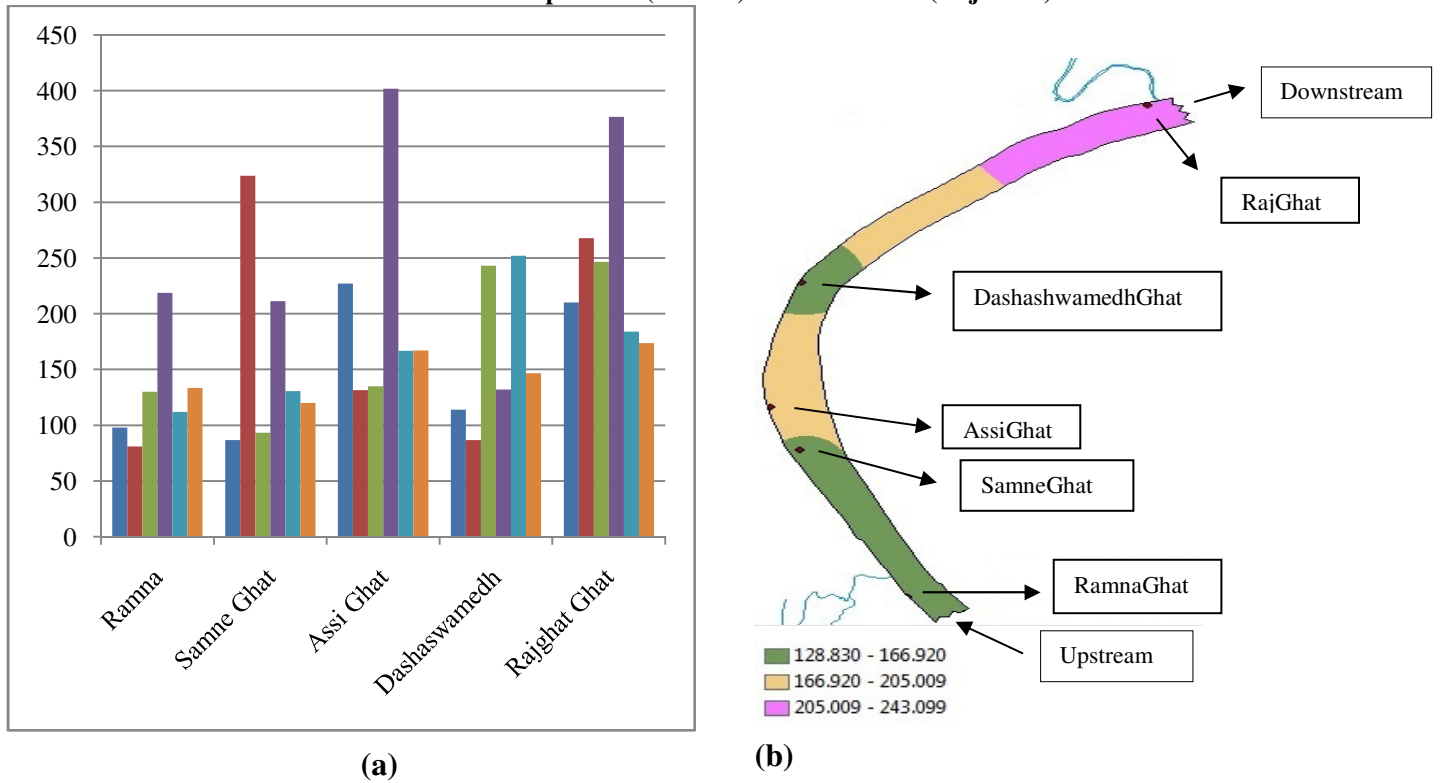 450
400
350
300
250
200
150
100
50
0
Ramna
Samne Ghat
Assi Ghat
Dashaswamedh
Rajghat Ghat
(a)
Downstream
RajGhat
DashashwamedhGhat
AssiGhat
SamneGhat
RamnaGhat
Upstream
128.830 - 166.920
166.920 - 205.009
205.009 - 243.099
(b)